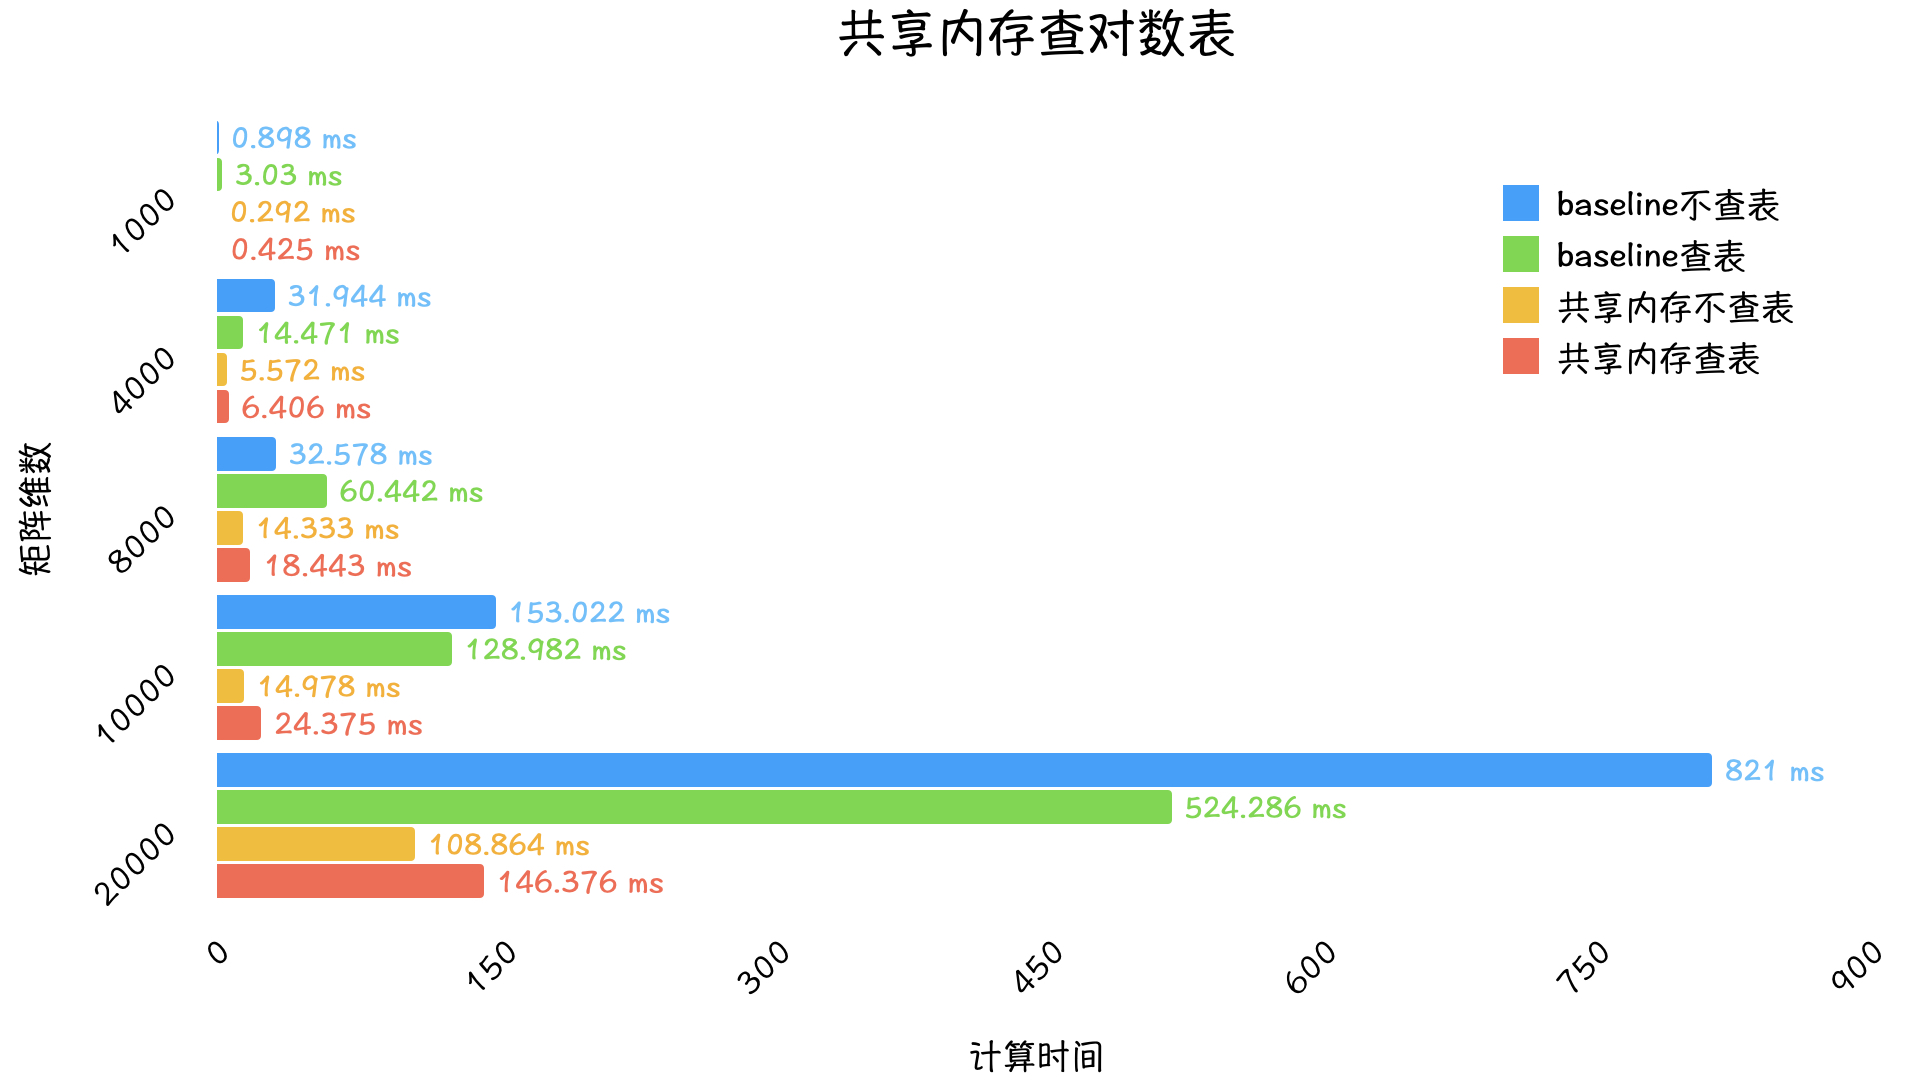 共享内存查对数表
0.898 ms
3.03 ms
0.292 ms
0.425 ms
1000
31.944 ms
14.471 ms
5.572 ms
6.406 ms
4000
32.578 ms
60.442 ms
14.333 ms
18.443 ms
8000
153.022 ms
128.982 ms
14.978 ms
24.375 ms
10000
821 ms
524.286 ms
108.864 ms
146.376 ms
20000
矩阵维数
baseline不查表
baseline查表
共享内存不查表
共享内存查表
0
150
300
450
600
750
900
计算时间